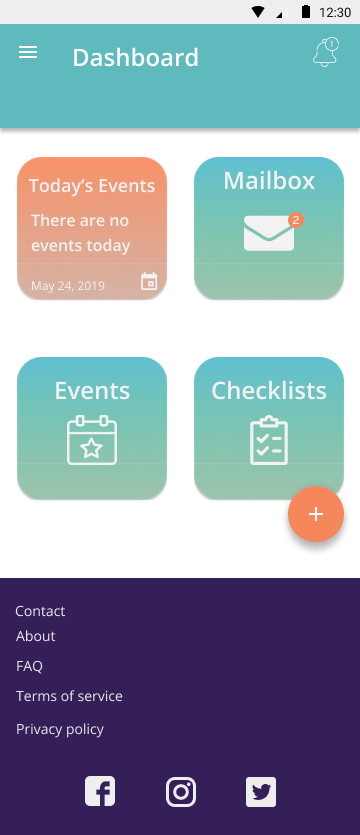 12:30
Dashboard
1
Today's Events
There are no
events today
May 24, 2019
Mailbox
2
Events
Checklists
Contact
About
FAQ
Terms of service
Privacy policy